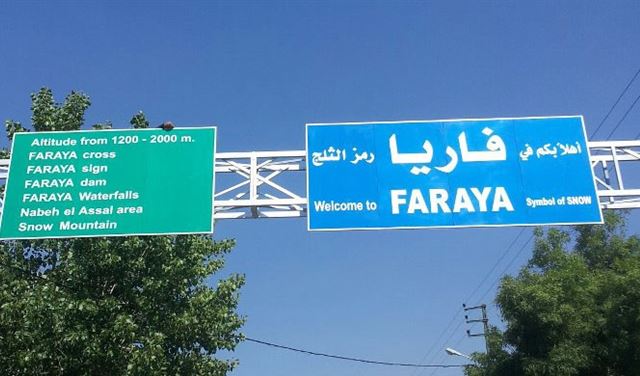 Altitude from 1200 - 2000 m.
FARAYA cross
FARAYA sign
FARAYA dam
FARAYA Waterfalls
Nabeh el Assal area
Snow Mountain
أهلاً بكم في فاريا رمز الثلج
Welcome to FARAYA Symbol of SNOW